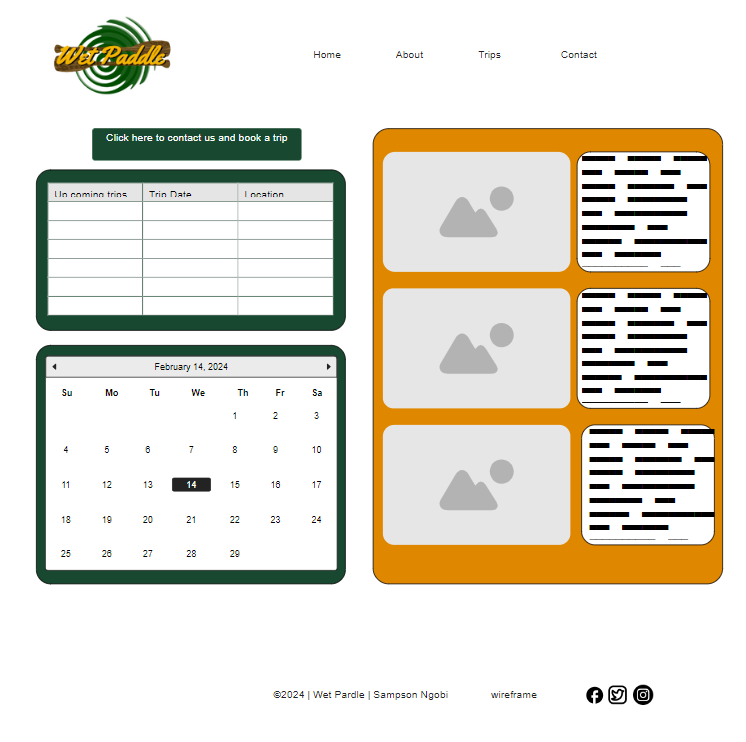 Wet Paddle
Home About Trips Contact
Click here to contact us and book a trip
Up coming trips Trip Date Location
February 14, 2024
Su Mo Tu We Th Fr Sa
1 2 3
4 5 6 7 8 9 10
11 12 13 14 15 16 17
18 19 20 21 22 23 24
25 26 27 28 29
©2024 | Wet Pardle | Sampson Ngobi wireframe